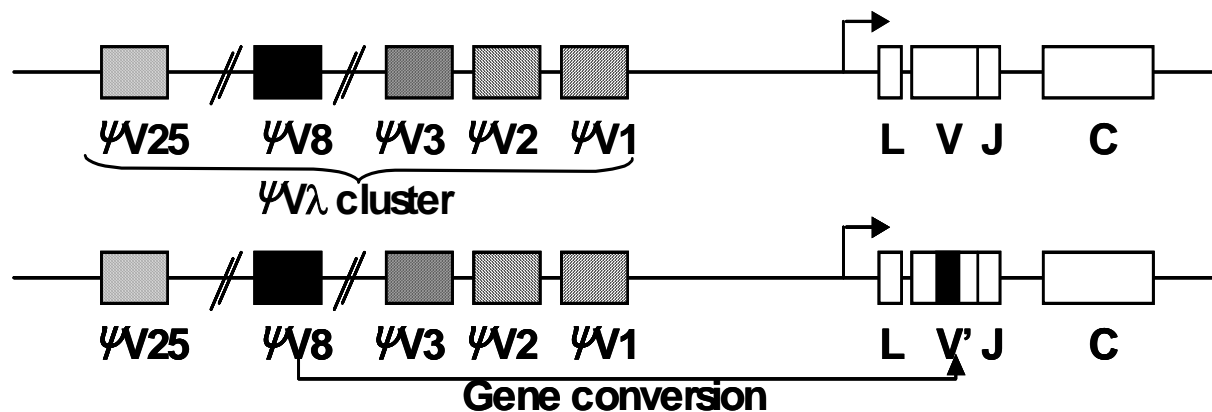 ΨV25 ΨV8 ΨV3 ΨV2 ΨV1 L V J C
ΨVλ cluster
ΨV25 ΨV8 ΨV3 ΨV2 ΨV1 L V' J C
Gene conversion